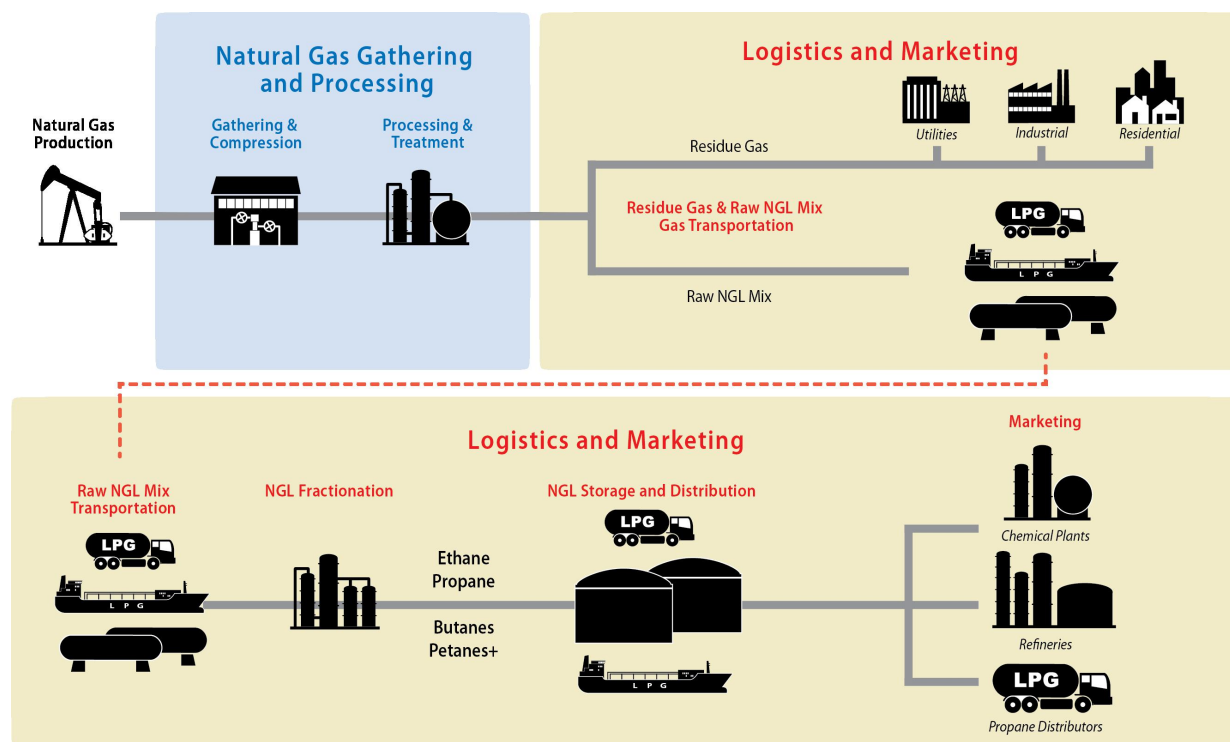 Natural Gas Gathering
and Processing
Logistics and Marketing
Natural Gas
Production
Gathering &
Compression
Processing &
Treatment
Utilities
Industrial
Residential
Residue Gas
Residue Gas & Raw NGL Mix
Gas Transportation
Raw NGL Mix
LPG
L P G
Logistics and Marketing
Marketing
Raw NGL Mix
Transportation
NGL Fractionation
NGL Storage and Distribution
LPG
L P G
Ethane
Propane
Butanes
Petanes+
LPG
L P G
Chemical Plants
Refineries
LPG
Propane Distributors